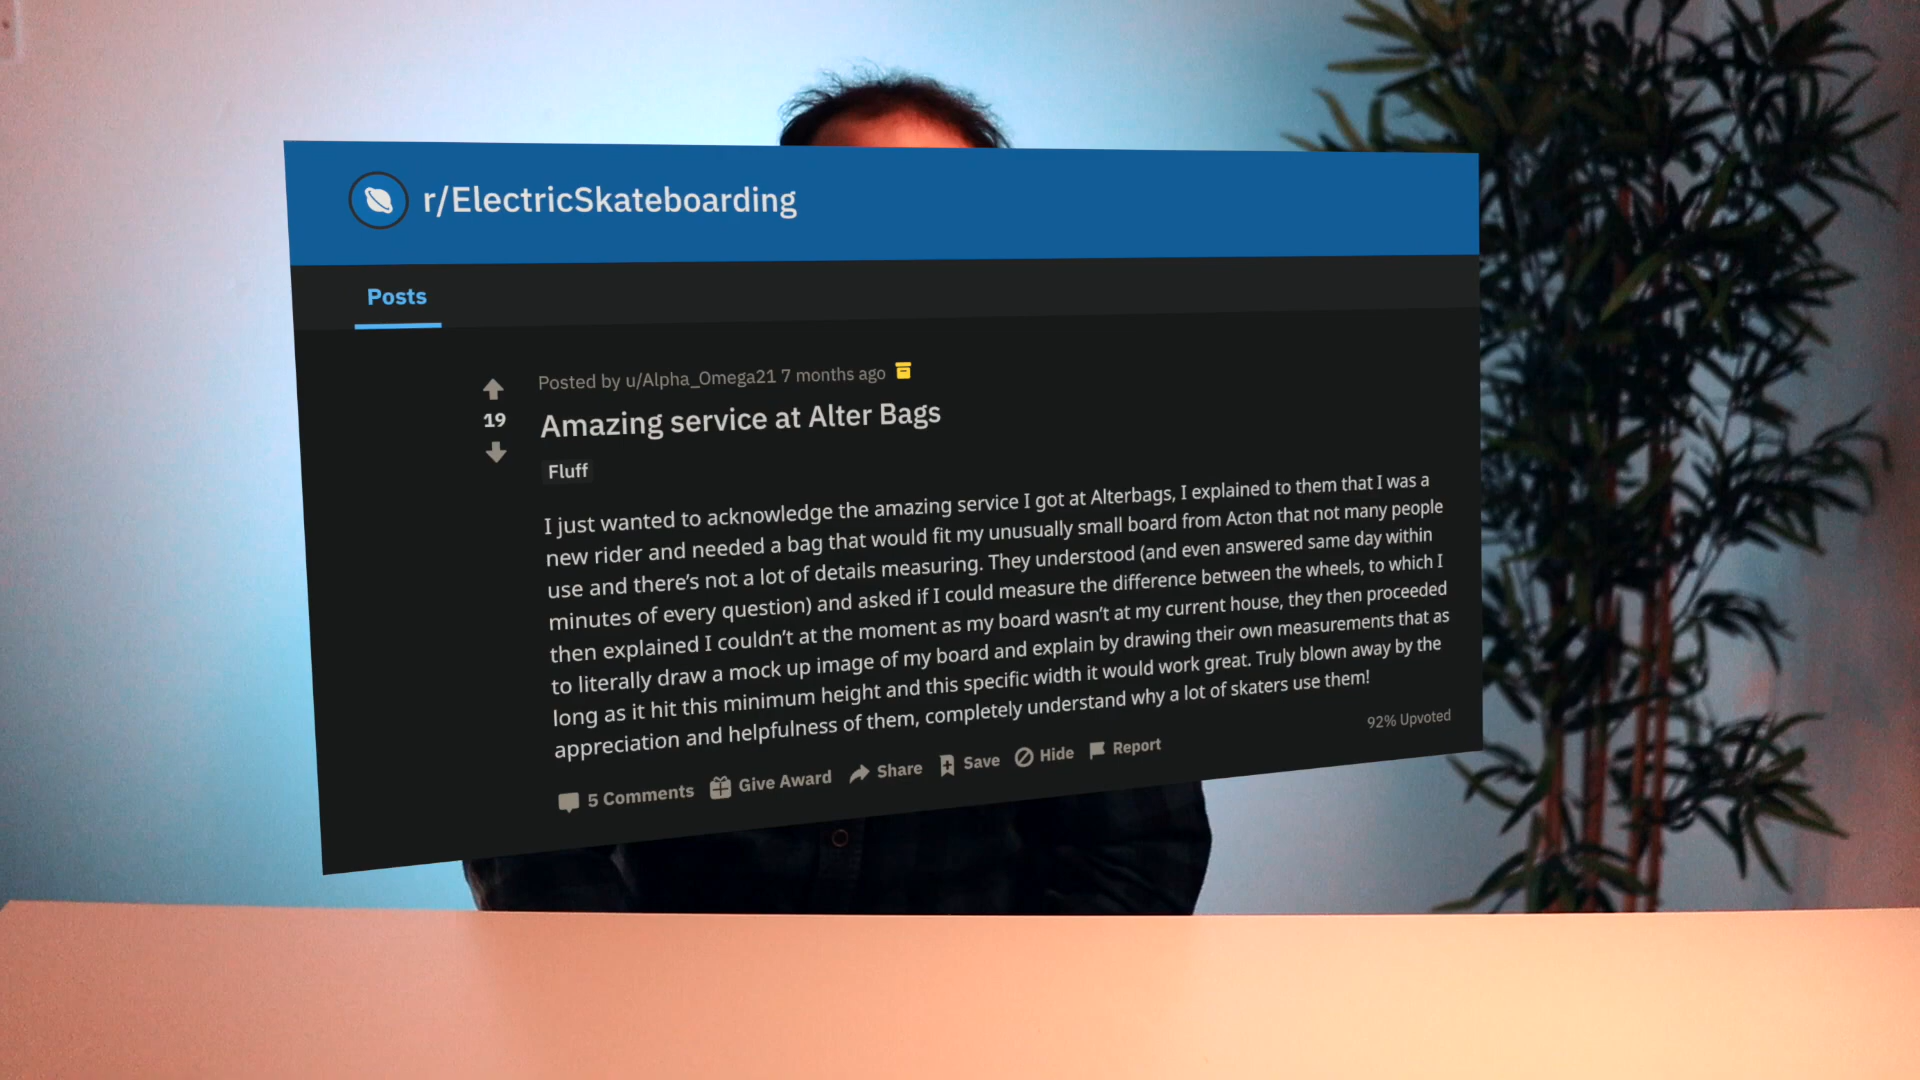 r/ElectricSkateboarding
Posts
Posted by u/Alpha_Omega21 7 months ago
19
Amazing service at Alter Bags
Fluff
I just wanted to acknowledge the amazing service I got at Alterbags, I explained to them that I was a
new rider and needed a bag that would fit my unusually small board from Acton that not many people
use and there's not a lot of details measuring. They understood (and even answered same day within
minutes of every question) and asked if I could measure the difference between the wheels, to which I
then explained I couldn't at the moment as my board wasn't at my current house, they then proceeded
to literally draw a mock up image of my board and explain by drawing their own measurements that as
long as it hit this minimum height and this specific width it would work great. Truly blown away by the
appreciation and helpfulness of them, completely understand why a lot of skaters use them!
92% Upvoted
5 Comments Give Award Share Save Hide Report